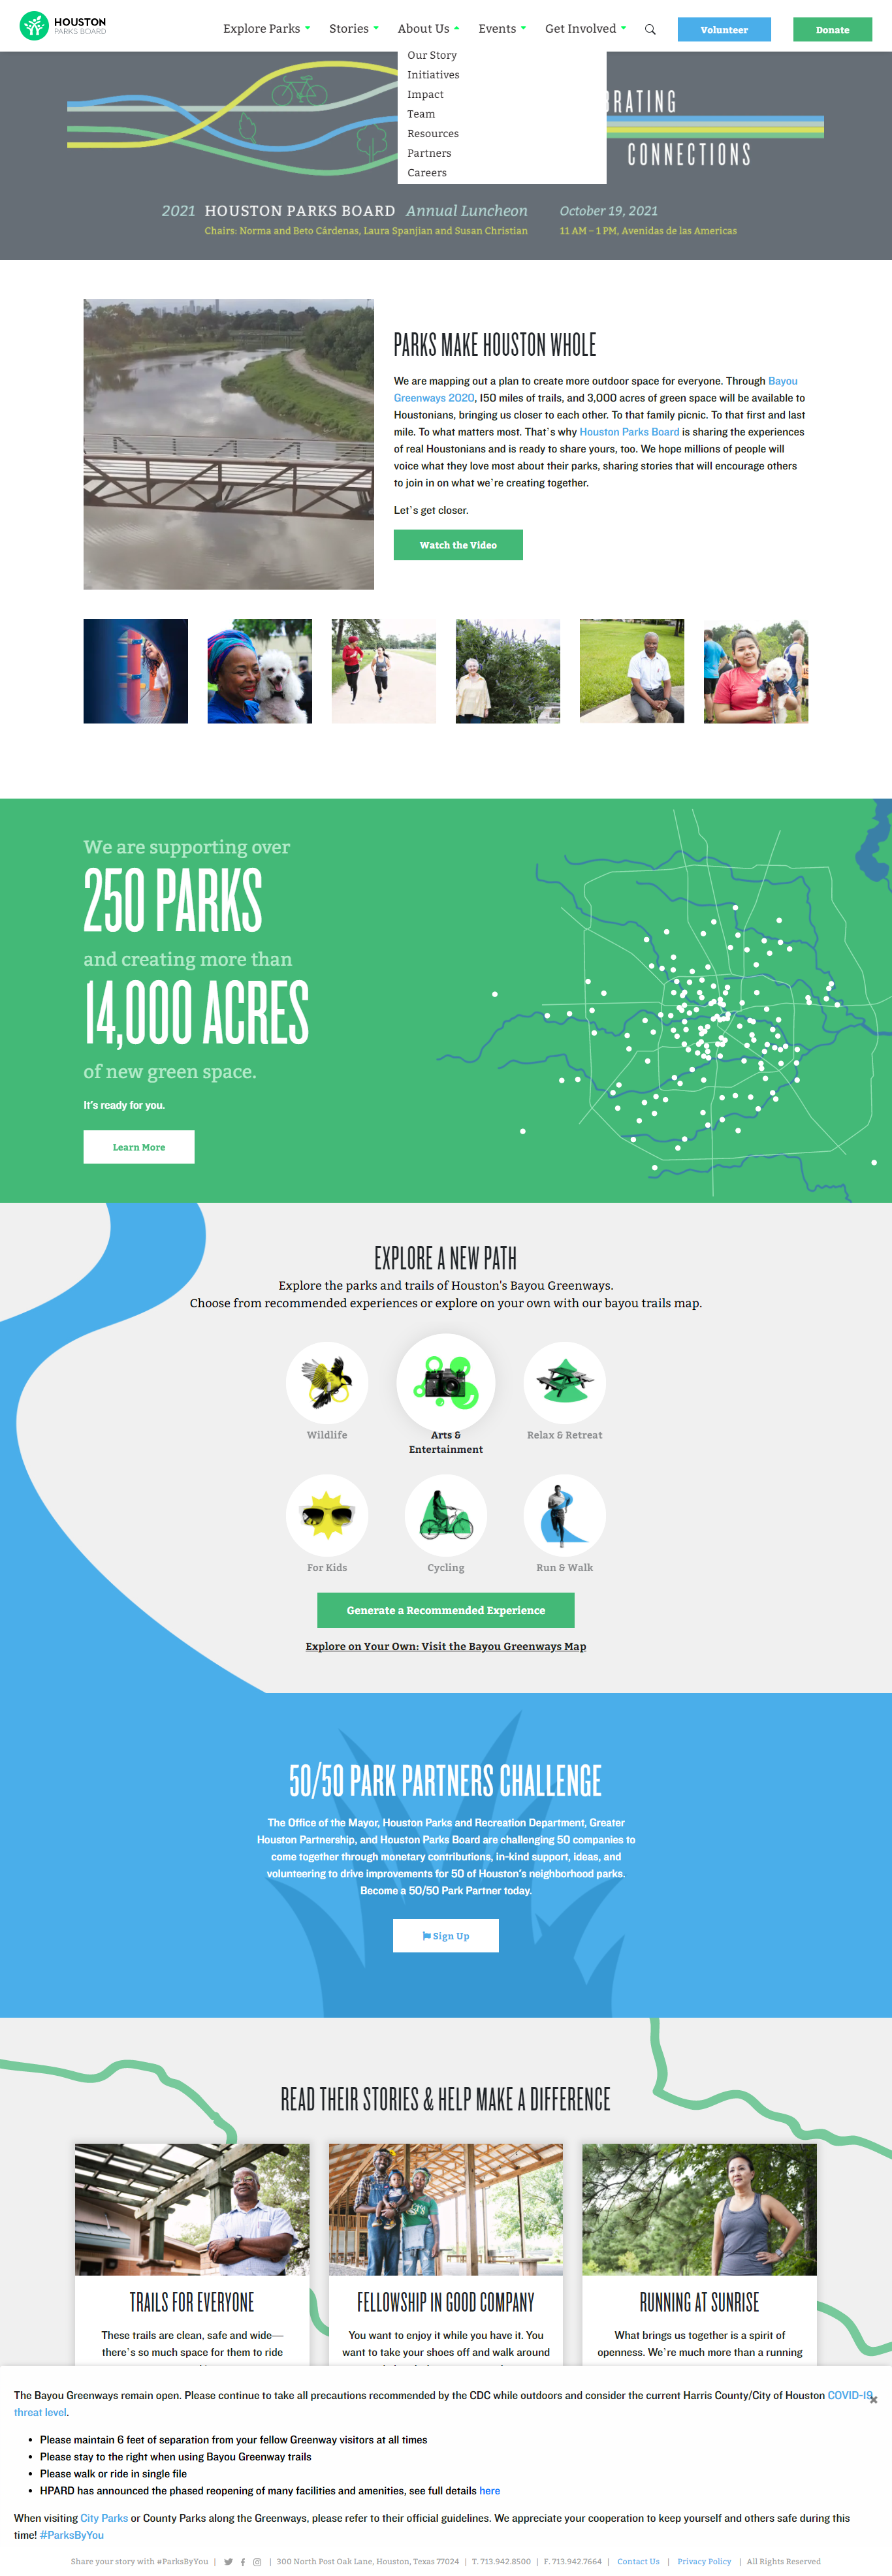 HOUSTON
PARKS BOARD
Explore Parks
Stories
About Us
Events
Get Involved
Volunteer
Donate
Our Story
Initiatives
Impact
Team
Resources
Partners
Careers
BRATING
CONNECTIONS
2021 HOUSTON PARKS BOARD Annual Luncheon October 19, 2021
Chairs: Norma and Beto Cárdenas, Laura Spanjian and Susan Christian 11 AM – 1 PM, Avenidas de las Americas
PARKS MAKE HOUSTON WHOLE
We are mapping out a plan to create more outdoor space for everyone. Through Bayou
Greenways 2020, 150 miles of trails, and 3,000 acres of green space will be available to
Houstonians, bringing us closer to each other. To that family picnic. To that first and last
mile. To what matters most. That's why Houston Parks Board is sharing the experiences
of real Houstonians and is ready to share yours, too. We hope millions of people will
voice what they love most about their parks, sharing stories that will encourage others
to join in on what we're creating together.
Let's get closer.
Watch the Video
We are supporting over
250 PARKS
and creating more than
14,000 ACRES
of new green space.
It's ready for you.
Learn More
EXPLORE A NEW PATH
Explore the parks and trails of Houston's Bayou Greenways.
Choose from recommended experiences or explore on your own with our bayou trails map.
Wildlife
Arts &
Entertainment
Relax & Retreat
For Kids
Cycling
Run & Walk
Generate a Recommended Experience
Explore on Your Own: Visit the Bayou Greenways Map
50/50 PARK PARTNERS CHALLENGE
The Office of the Mayor, Houston Parks and Recreation Department, Greater
Houston Partnership, and Houston Parks Board are challenging 50 companies to
come together through monetary contributions, in-kind support, ideas, and
volunteering to drive improvements for 50 of Houston's neighborhood parks.
Become a 50/50 Park Partner today.
Sign Up
READ THEIR STORIES & HELP MAKE A DIFFERENCE
TRAILS FOR EVERYONE
These trails are clean, safe and wide—
there's so much space for them to ride
FELLOWSHIP IN GOOD COMPANY
You want to enjoy it while you have it. You
want to take your shoes off and walk around
RUNNING AT SUNRISE
What brings us together is a spirit of
openness. We're much more than a running
The Bayou Greenways remain open. Please continue to take all precautions recommended by the CDC while outdoors and consider the current Harris County/City of Houston COVID-19
threat level.
• Please maintain 6 feet of separation from your fellow Greenway visitors at all times
• Please stay to the right when using Bayou Greenway trails
• Please walk or ride in single file
• HPARD has announced the phased reopening of many facilities and amenities, see full details here
When visiting City Parks or County Parks along the Greenways, please refer to their official guidelines. We appreciate your cooperation to keep yourself and others safe during this
time! #ParksByYou
Share your story with #ParksByYou | | 300 North Post Oak Lane, Houston, Texas 77024 | T. 713.942.8500 | F. 713.942.7664 | Contact Us | Privacy Policy | All Rights Reserved